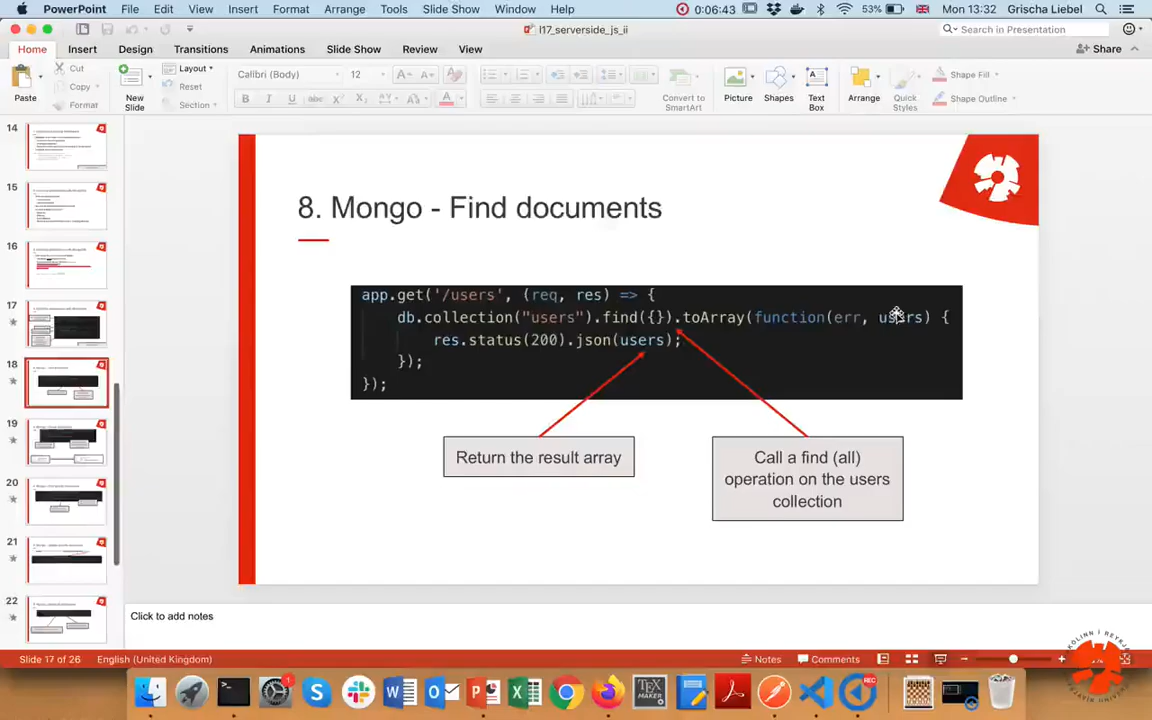 PowerPoint File Edit View Insert Format Arrange Tools Slide Show Window Help 0:06:43 53% Mon 13:32 Grischa Liebel
l17_serverside_js_ii
Search in Presentation
Home Insert Design Transitions Animations Slide Show Review View
Share
Paste
Cut
Copy
Format
New
Slide
Layout
Reset
Section
Calibri (Body)
12
Convert to
SmartArt
Picture
Shapes
Text
Box
Arrange
Quick
Styles
Shape Fill
Shape Outline
14
15
16
17
18
19
20
21
22
8. Mongo - Find documents
app.get('/users', (req, res) => {
db.collection("users").find({}).toArray(function(err, users) {
res.status(200).json(users);
});
});
Return the result array
Call a find (all)
operation on the users
collection
Click to add notes
Slide 17 of 26
English (United Kingdom)
Notes
Comments